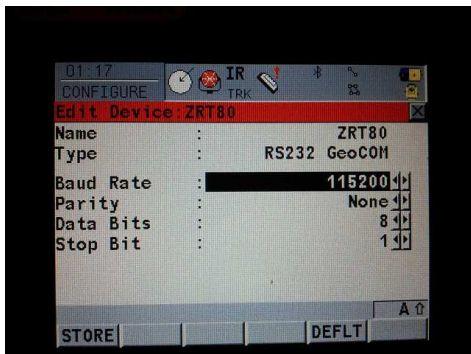 01:17
CONFIGURE
IR
TRK
Edit Device:ZRT80
Name : ZRT80
Type : RS232 GeoCOM
Baud Rate : 115200
Parity : None
Data Bits : 8
Stop Bit : 1
A
STORE DEFLT